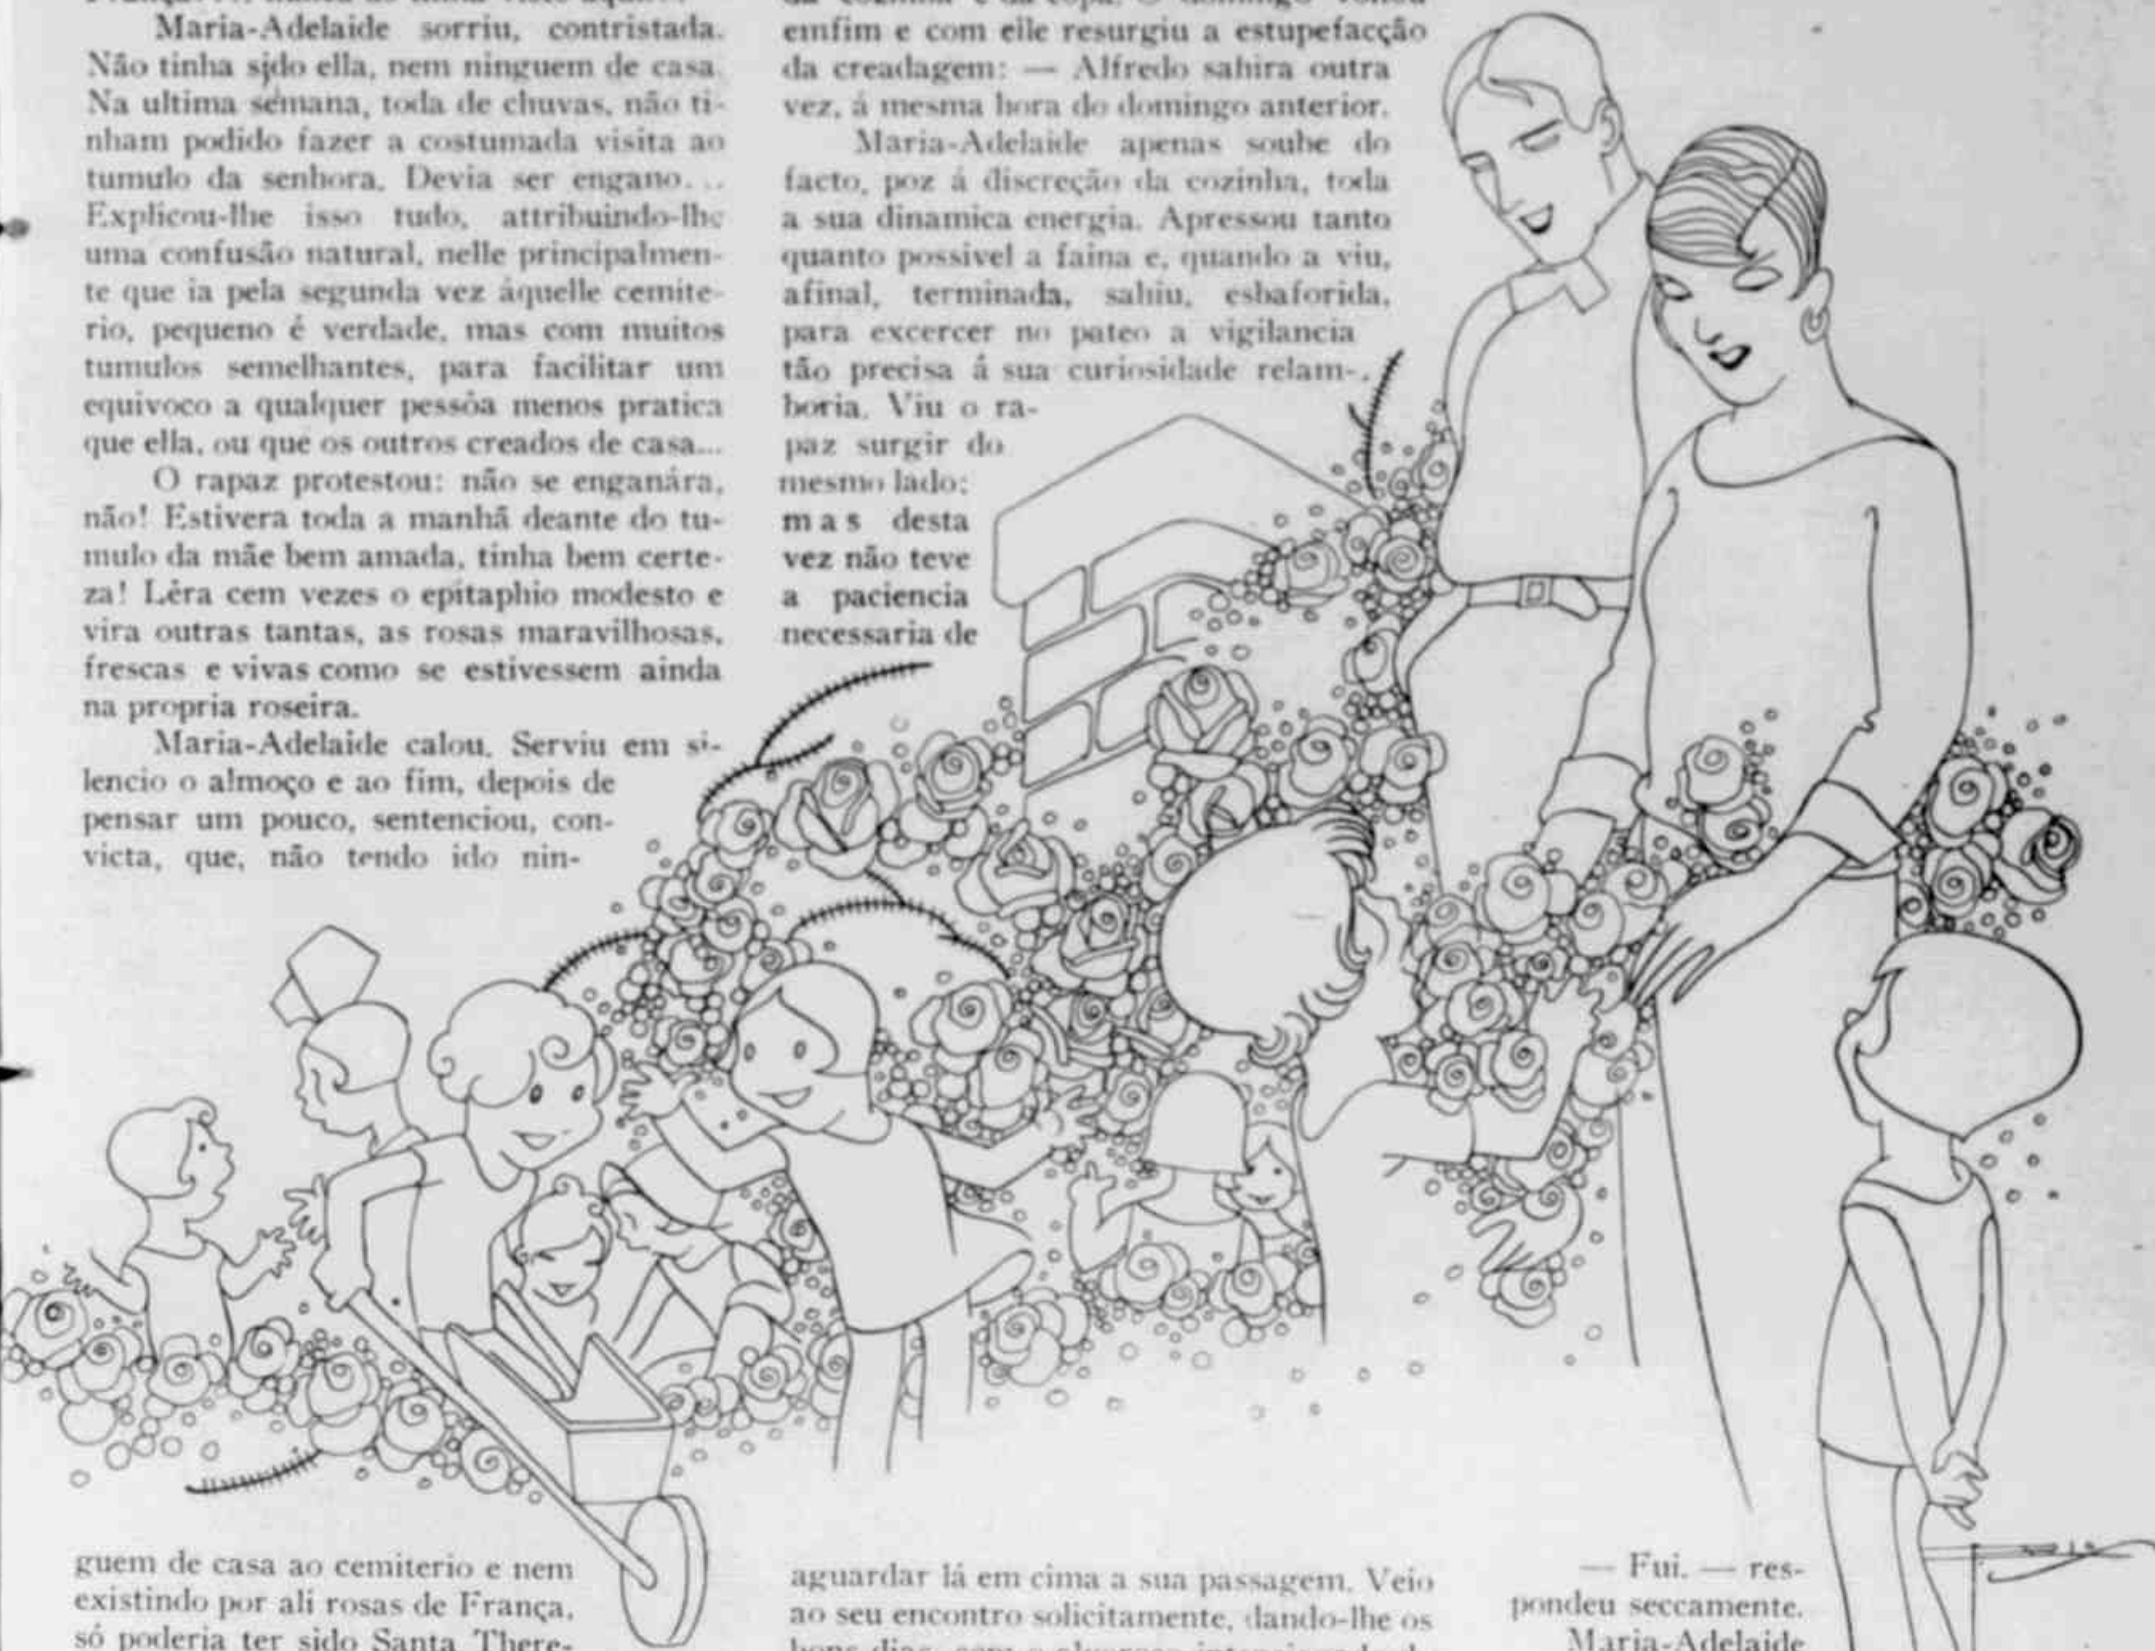 Maria-Adelaide sorriu, contristada.
Não tinha sido ella, nem ninguem de casa.
Na ultima semana, toda de chuvas, não ti-
nham podido fazer a costumada visita ao
tumulo da senhora. Devia ser engano...
Explicou-lhe isso tudo, attribuindo-lhe
uma confusão natural, nelle principalmen-
te que ia pela segunda vez áquelle cemite-
rio, pequeno é verdade, mas com muitos
tumulos semelhantes, para facilitar um
equivoco a qualquer pessôa menos pratica
que ella, ou que os outros creados de casa...
O rapaz protestou: não se enganára,
não! Estivera toda a manhã deante do tu-
mulo da mãe bem amada, tinha bem certe-
za! Lêra cem vezes o epitaphio modesto e
vira outras tantas, as rosas maravilhosas,
frescas e vivas como se estivessem ainda
na propria roseira.
Maria-Adelaide calou. Serviu em si-
lencio o almoço e ao fim, depois de
pensar um pouco, sentenciou, con-
victa, que, não tendo ido nin-
guem de casa ao cemiterio e nem
existindo por ali rosas de França,
só poderia ter sido Santa There-
emfim e com elle resurgiu a estupefacção
da creadagem: — Alfredo sahira outra
vez, á mesma hora do domingo anterior.
Maria-Adelaide apenas soube do
facto, poz á discreção da cozinha, toda
a sua dinamica energia. Apressou tanto
quanto possivel a faina e, quando a viu,
afinal, terminada, sahiu, esbaforida,
para excercer no pateo a vigilancia
tão precisa á sua curiosidade relam-
boria. Viu o ra-
paz surgir do
mesmo lado;
mas desta
vez não teve
a paciencia
necessaria de
aguardar lá em cima a sua passagem. Veio
ao seu encontro solicitamente, dando-lhe os
— Fui. — res-
pondeu seccamente.
Maria-Adelaide